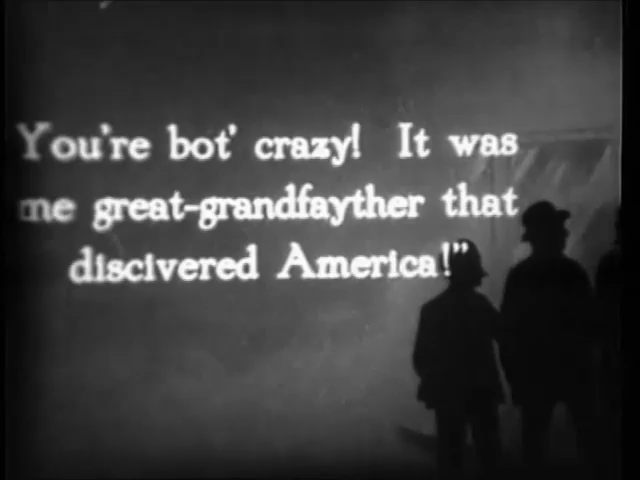 You're bot' crazy! It was
me great-grandfayther that
discivered America!”